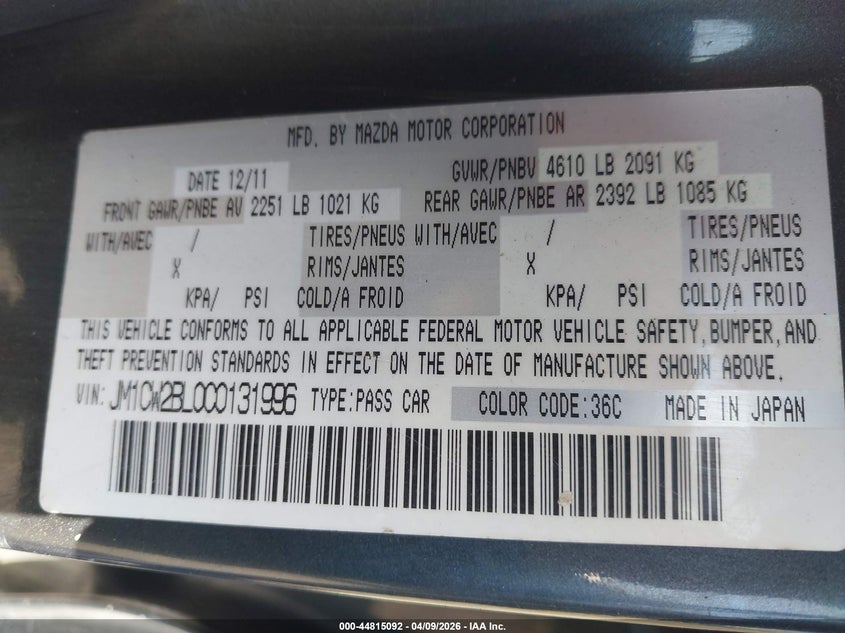 MFD. BY MAZDA MOTOR CORPORATION
DATE 12/11 GVWR/PNBV 4610 LB 2091 KG
FRONT GAWR/PNBE AV 2251 LB 1021 KG REAR GAWR/PNBE AR 2392 LB 1085 KG
WITH/AVEC / TIRES/PNEUS WITH/AVEC / TIRES/PNEUS
X RIMS/JANTES X RIMS/JANTES
KPA/ PSI COLD/A FROID KPA/ PSI COLD/A FROID
THIS VEHICLE CONFORMS TO ALL APPLICABLE FEDERAL MOTOR VEHICLE SAFETY, BUMPER, AND
THEFT PREVENTION STANDARDS IN EFFECT ON THE DATE OF MANUFACTURE SHOWN ABOVE.
VIN: JM1CW2BL0C0131996 TYPE:PASS CAR COLOR CODE:36C MADE IN JAPAN
000-44815092 - 04/09/2026 - IAA Inc.